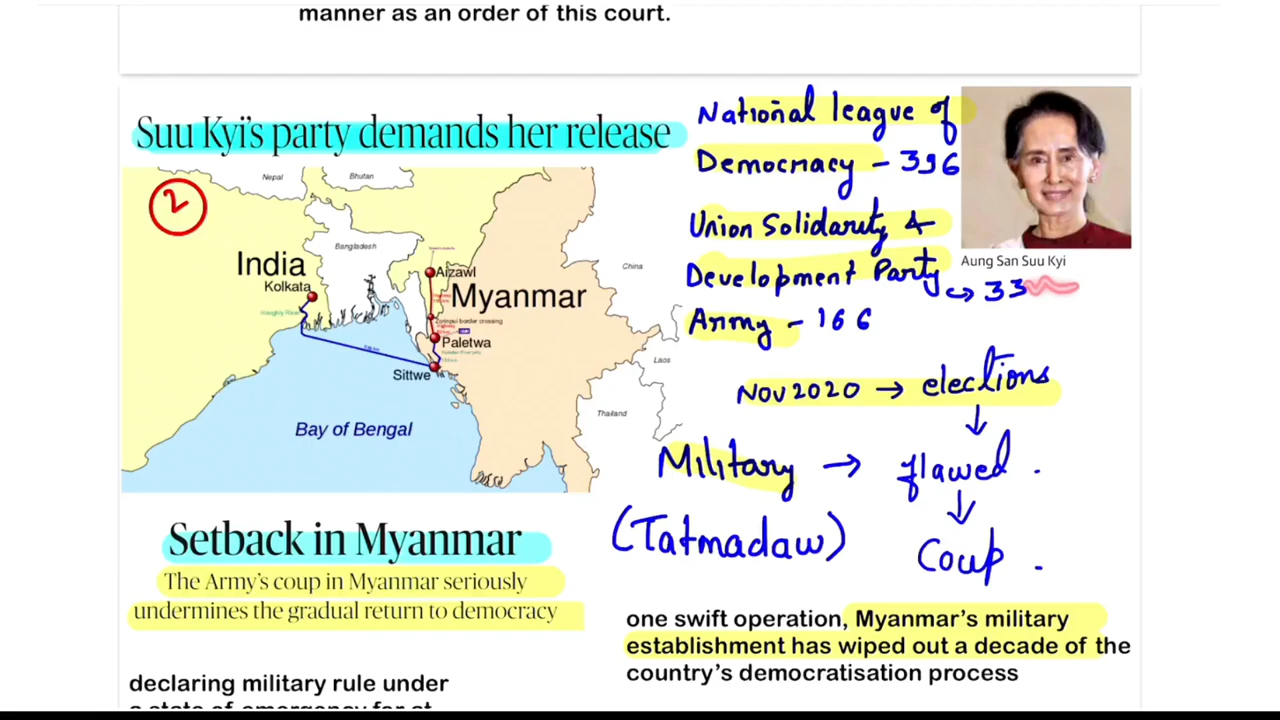 manner as an order of this court.
Suu Kyi's party demands her release
2
Nepal
Bhutan
Bangladesh
India
Kolkata
Aizawl
Myanmar
China
Paletwa
Sittwe
Laos
Thailand
Bay of Bengal
National league of
Democracy - 396
Union Solidarity &
Development Party
↳ 33
Army - 166
Aung San Suu Kyi
Nov 2020 → elections
↓
Military → flawed .
↓
(Tatmadaw)
Coup .
Setback in Myanmar
The Army's coup in Myanmar seriously
undermines the gradual return to democracy
one swift operation, Myanmar's military
establishment has wiped out a decade of the
country's democratisation process
declaring military rule under